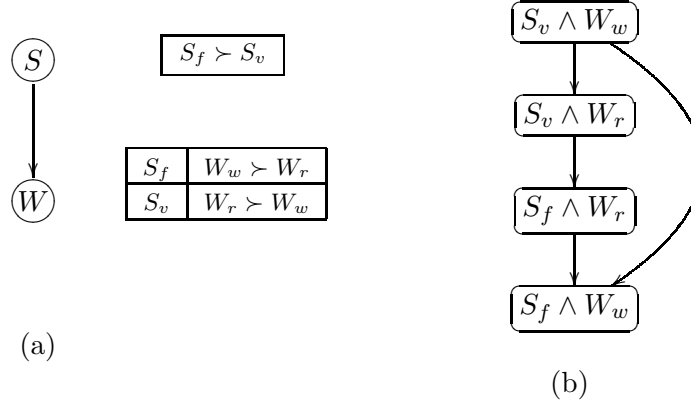 S
S_f ≻ S_v
W
S_f W_w ≻ W_r
S_v W_r ≻ W_w
(a)
S_v ∧ W_w
S_v ∧ W_r
S_f ∧ W_r
S_f ∧ W_w
(b)